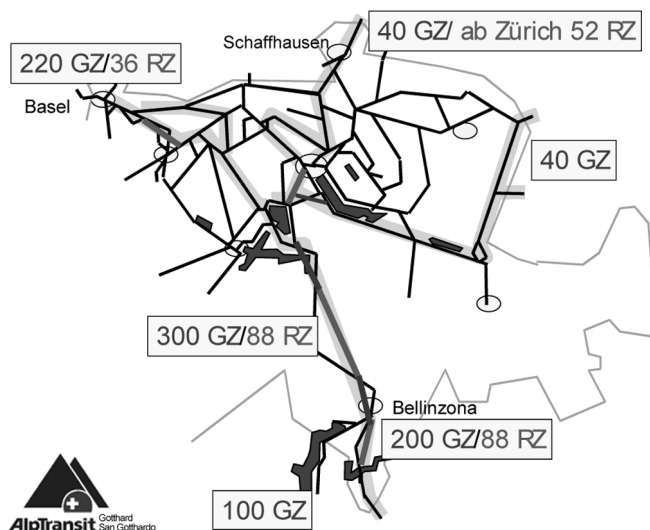 Schaffhausen
40 GZ/ ab Zürich 52 RZ
220 GZ/36 RZ
Basel
40 GZ
300 GZ/88 RZ
Bellinzona
200 GZ/88 RZ
100 GZ
AlpTransit Gotthard
San Gottardo